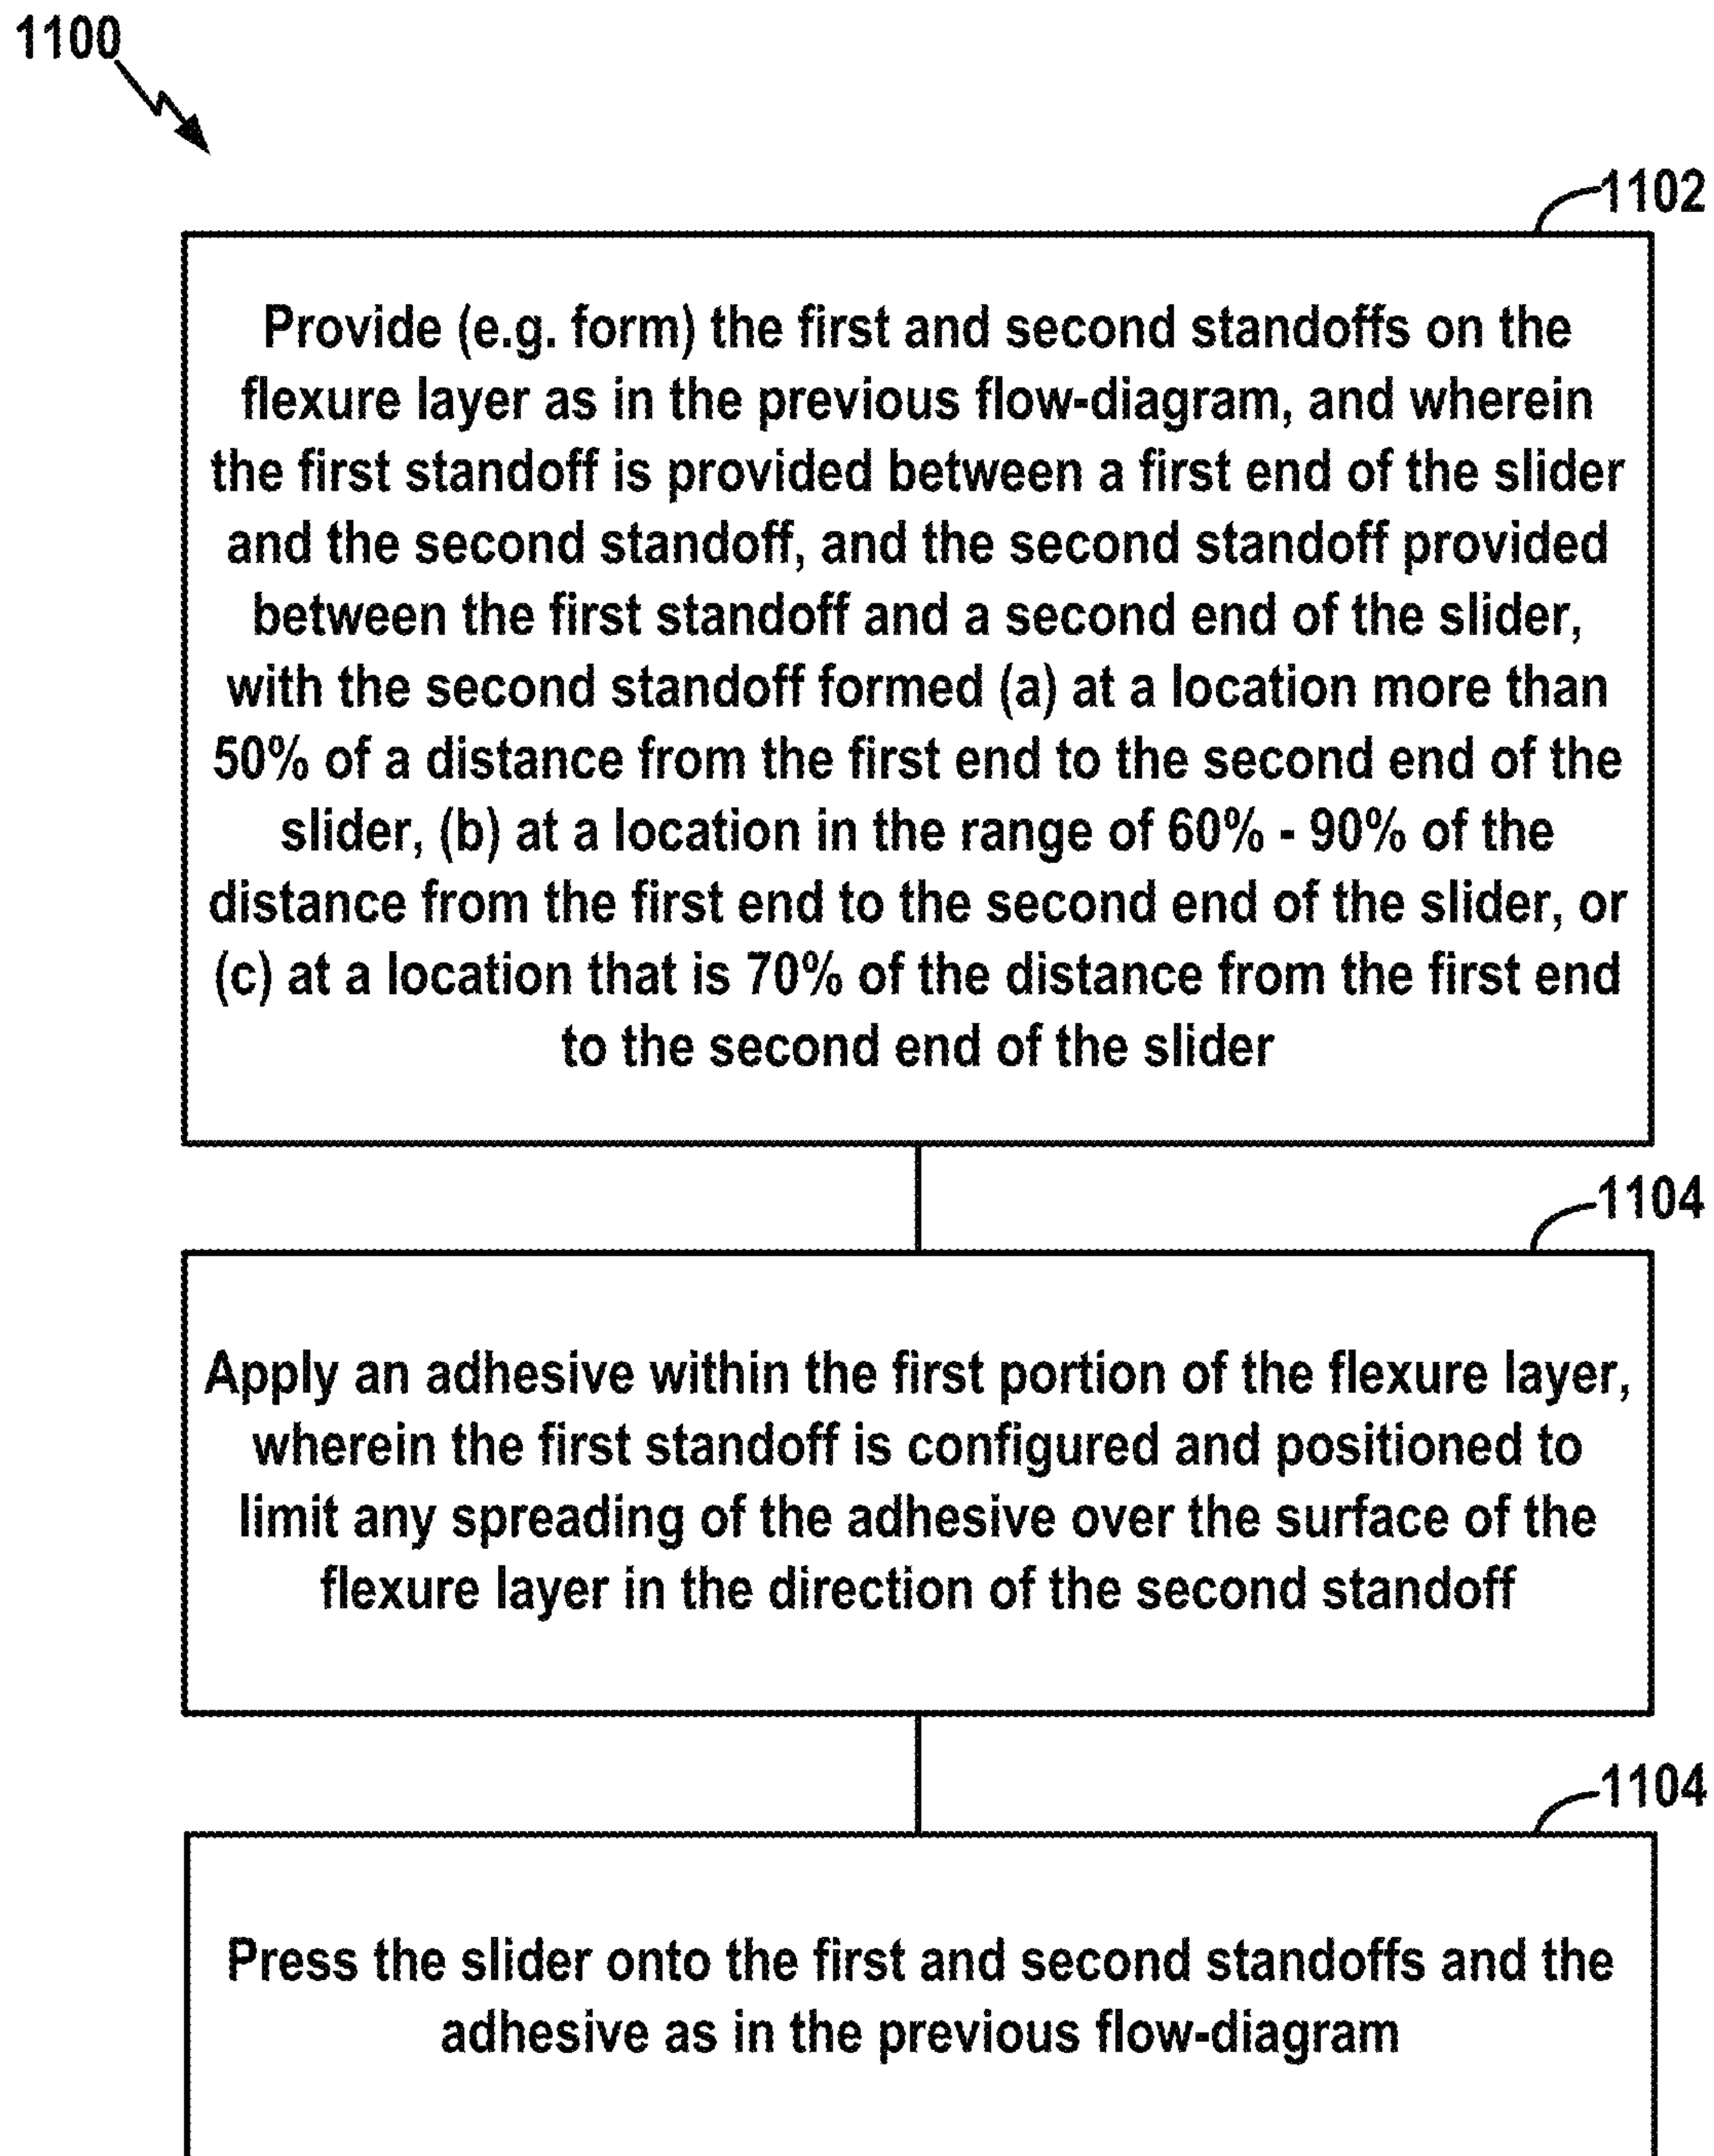 1100
1102
Provide (e.g. form) the first and second standoffs on the
flexure layer as in the previous flow-diagram, and wherein
the first standoff is provided between a first end of the slider
and the second standoff, and the second standoff provided
between the first standoff and a second end of the slider,
with the second standoff formed (a) at a location more than
50% of a distance from the first end to the second end of the
slider, (b) at a location in the range of 60% - 90% of the
distance from the first end to the second end of the slider, or
(c) at a location that is 70% of the distance from the first end
to the second end of the slider
1104
Apply an adhesive within the first portion of the flexure layer,
wherein the first standoff is configured and positioned to
limit any spreading of the adhesive over the surface of the
flexure layer in the direction of the second standoff
1104
Press the slider onto the first and second standoffs and the
adhesive as in the previous flow-diagram